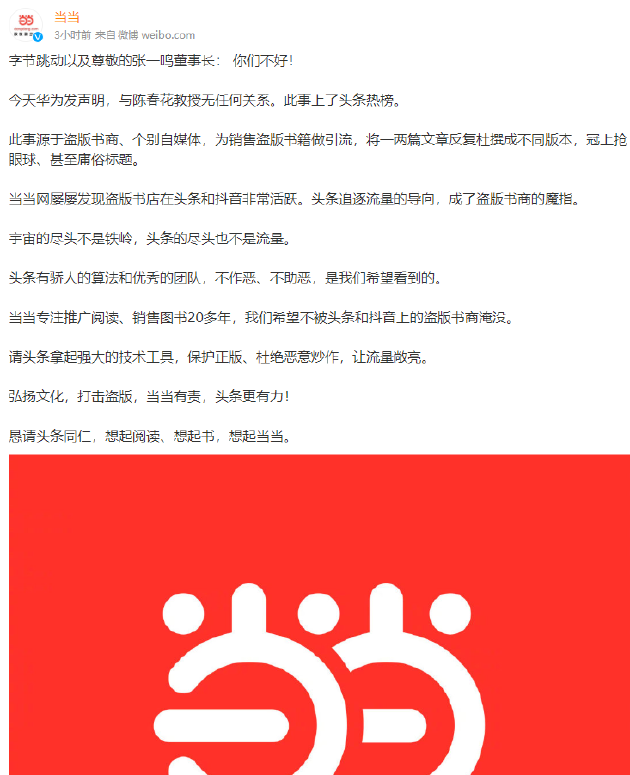 当当
3小时前 来自 微博 weibo.com
字节跳动以及尊敬的张一鸣董事长： 你们不好！
今天华为发声明，与陈春花教授无任何关系。此事上了头条热榜。
此事源于盗版书商、个别自媒体，为销售盗版书籍做引流，将一两篇文章反复杜撰成不同版本，冠上抢
眼球、甚至庸俗标题。
当当网屡屡发现盗版书店在头条和抖音非常活跃。头条追逐流量的导向，成了盗版书商的魔指。
宇宙的尽头不是铁岭，头条的尽头也不是流量。
头条有骄人的算法和优秀的团队，不作恶、不助恶，是我们希望看到的。
当当专注推广阅读、销售图书20多年，我们希望不被头条和抖音上的盗版书商淹没。
请头条拿起强大的技术工具，保护正版、杜绝恶意炒作，让流量敞亮。
弘扬文化，打击盗版，当当有责，头条更有力！
恳请头条同仁，想起阅读、想起书，想起当当。